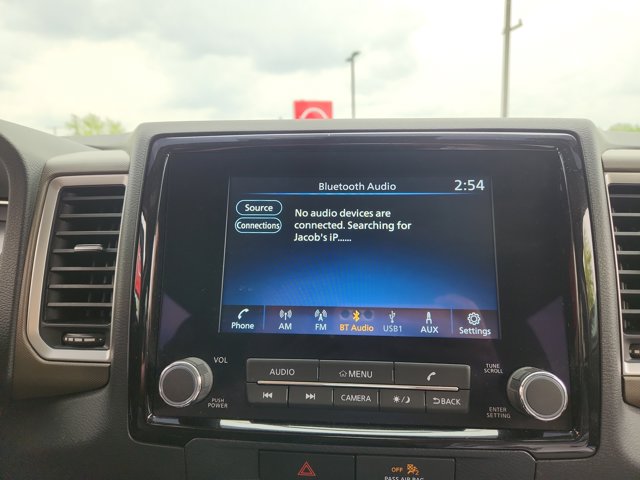 Bluetooth Audio 2:54
Source
No audio devices are
Connections
connected. Searching for
Jacob's iP......
Phone AM FM BT Audio USB1 AUX Settings
VOL
PUSH
POWER
AUDIO MENU
CAMERA BACK
TUNE
SCROLL
ENTER
SETTING
OFF
PASS AIR BAG